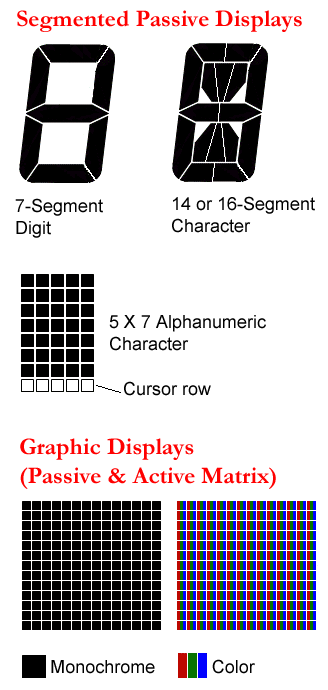 Segmented Passive Displays
7-Segment
Digit
14 or 16-Segment
Character
5 X 7 Alphanumeric
Character
Cursor row
Graphic Displays
(Passive & Active Matrix)
Monochrome
Color